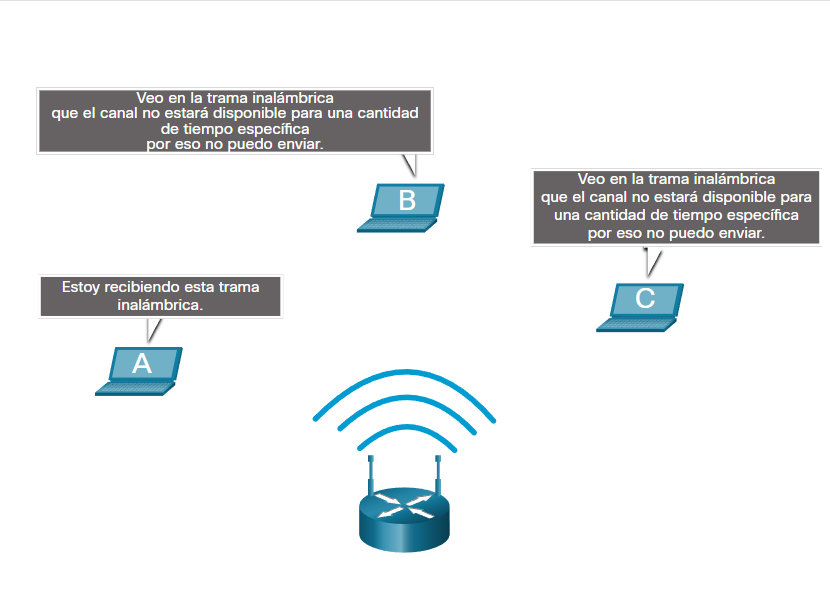 Veo en la trama inalámbrica
que el canal no estará disponible para una cantidad
de tiempo específica
por eso no puedo enviar.
B
Veo en la trama inalámbrica
que el canal no estará disponible para
una cantidad de tiempo específica
por eso no puedo enviar.
C
Estoy recibiendo esta trama
inalámbrica.
A